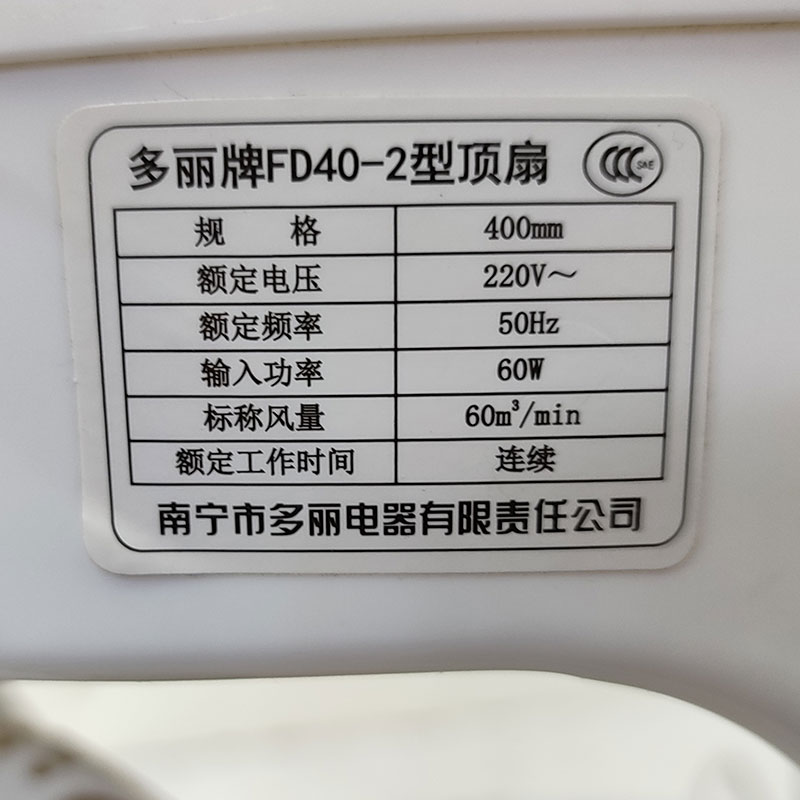 多丽牌FD40-2型顶扇 CCC S&E
规格 400mm
额定电压 220V～
额定频率 50Hz
输入功率 60W
标称风量 60m³/min
额定工作时间 连续
南宁市多丽电器有限责任公司